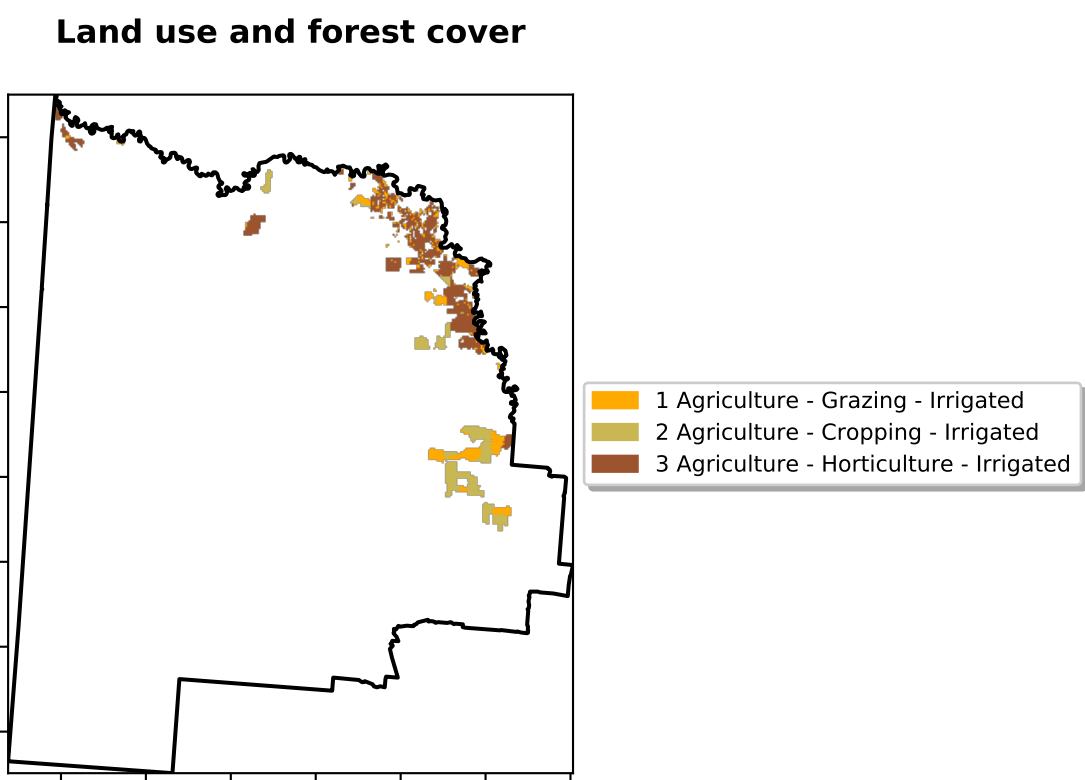 Land use and forest cover
1 Agriculture - Grazing - Irrigated
2 Agriculture - Cropping - Irrigated
3 Agriculture - Horticulture - Irrigated